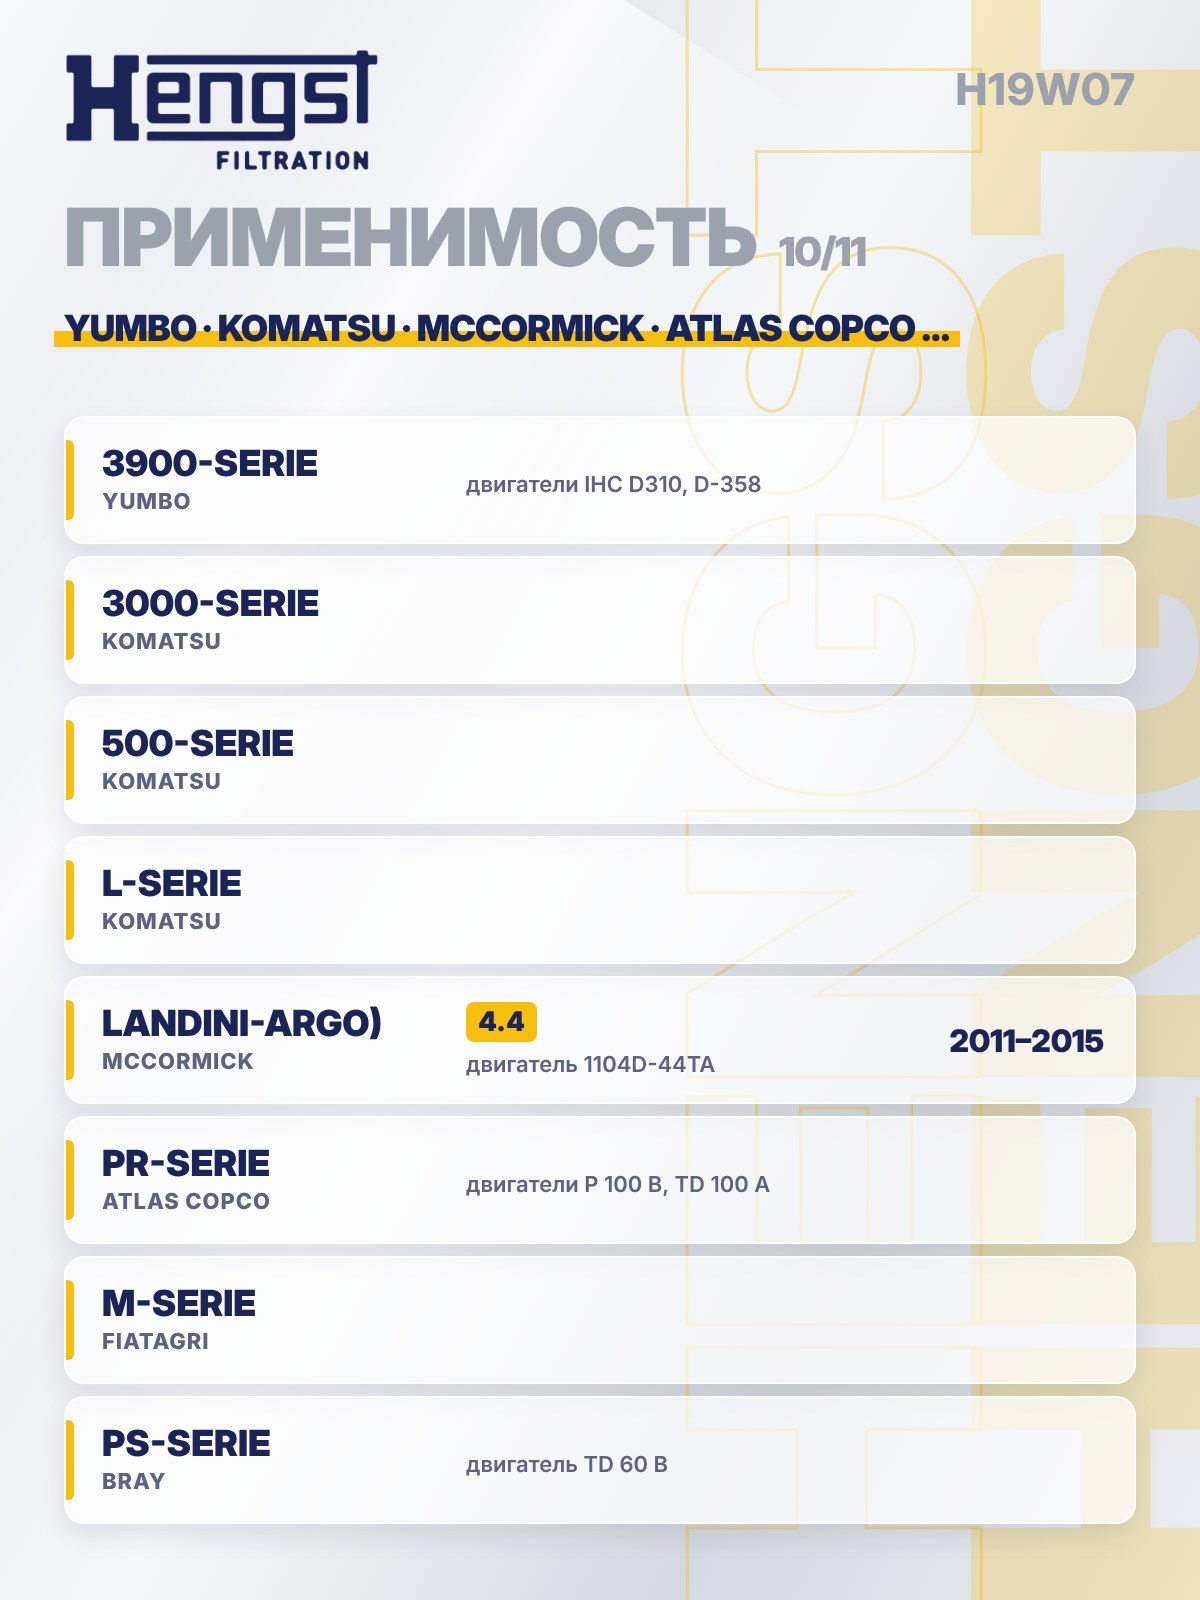 Hengst
FILTRATION
H19W07
ПРИМЕНИМОСТЬ 10/11
YUMBO · KOMATSU · MCCORMICK · ATLAS COPCO ...
3900-SERIE
YUMBO
двигатели IHC D310, D-358
3000-SERIE
KOMATSU
500-SERIE
KOMATSU
L-SERIE
KOMATSU
LANDINI-ARGO)
MCCORMICK
4.4
двигатель 1104D-44TA
2011–2015
PR-SERIE
ATLAS COPCO
двигатели P 100 B, TD 100 A
M-SERIE
FIATAGRI
PS-SERIE
BRAY
двигатель TD 60 B
HENGST
HENGST